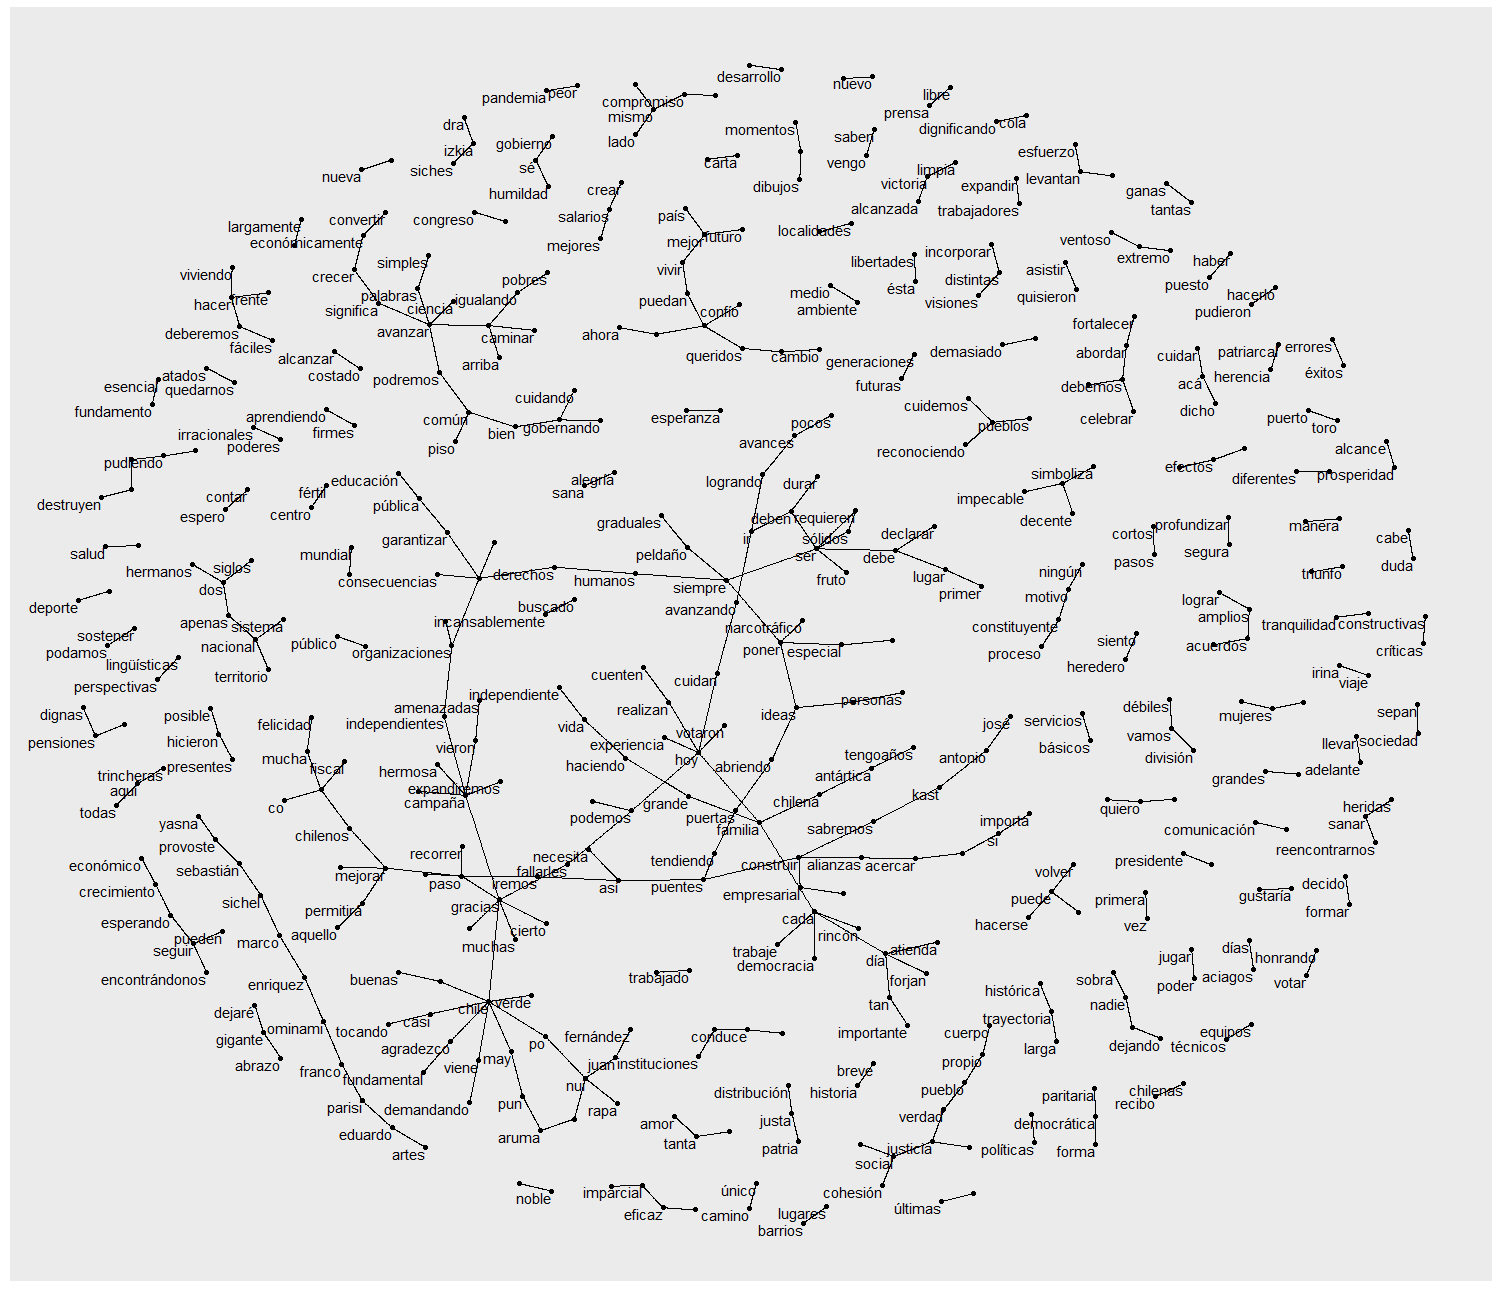 desarrollo
nuevo
pandemia
peor
libre
compromiso
mismo
prensa
dra
dignificando
cola
momentos
saben
gobierno
lado
izkia
esfuerzo
carta
vengo
sé
siches
limpia
nueva
levantan
victoria
expandir
dibujos
crear
humildad
ganas
alcanzada
trabajadores
tantas
país
salarios
convertir
congreso
largamente
localidades
mejor
futuro
ventoso
económicamente
mejores
incorporar
extremo
haber
simples
libertades
vivir
asistir
viviendo
crecer
distintas
pobres
puesto
ésta
medio
quisieron
hacerlo
palabras
igualando
frente
hacer
puedan
visiones
significa
ciencia
confío
ambiente
pudieron
fortalecer
avanzar
caminar
ahora
deberemos
fáciles
errores
patriarcal
abordar
demasiado
cuidar
queridos
cambio
alcanzar
generaciones
arriba
éxitos
costado
atados
herencia
podremos
acá
esencial
quedarnos
debemos
futuras
cuidando
cuidemos
fundamento
dicho
aprendiendo
esperanza
común
celebrar
puerto
pocos
pueblos
toro
irracionales
firmes
bien
gobernando
poderes
piso
avances
reconociendo
alcance
pudiendo
efectos
simboliza
diferentes
prosperidad
educación
alegría
logrando
durar
fértil
sana
contar
impecable
destruyen
pública
centro
espero
graduales
deben
requieren
decente
profundizar
manera
cortos
ir
sólidos
declarar
garantizar
cabe
salud
mundial
peldaño
ser
debe
segura
pasos
duda
hermanos
siglos
ningún
triunfo
derechos
consecuencias
humanos
siempre
fruto
lugar
dos
primer
motivo
lograr
deporte
buscado
avanzando
amplios
apenas
sistema
incansablemente
narcotráfico
constituyente
tranquilidad
constructivas
sostener
siento
público
nacional
acuerdos
podamos
organizaciones
poner
especial
proceso
críticas
lingüísticas
heredero
territorio
cuenten
cuidan
irina
viaje
perspectivas
independiente
personas
amenazadas
realizan
débiles
dignas
posible
ideas
sepan
felicidad
independientes
vida
josé
servicios
mujeres
votaron
vamos
pensiones
hicieron
vieron
experiencia
básicos
llevar
sociedad
tengoaños
mucha
hoy
antonio
división
presentes
fiscal
hermosa
haciendo
abriendo
adelante
trincheras
antártica
grandes
expandiremos
aquí
campaña
grande
chilena
kast
co
quiero
heridas
todas
podemos
puertas
yasna
familia
sabremos
importa
sanar
comunicación
chilenos
provoste
si
reencontrarnos
recorrer
necesita
tendiendo
económico
construir
alianzas
acercar
presidente
sebastián
fallarles
mejorar
volver
paso
iremos
así
puentes
crecimiento
decido
empresarial
puede
primera
gustaría
sichel
gracias
permitirá
formar
esperando
cada
hacerse
vez
aquello
cierto
rincón
pueden
marco
muchas
días
seguir
trabaje
atienda
jugar
honrando
día
democracia
aciagos
encontrándonos
buenas
trabajado
forjan
sobra
votar
enriquez
poder
histórica
chile
verde
tan
nadie
dejaré
casi
trayectoria
ominami
tocando
importante
cuerpo
equipos
gigante
fernández
conduce
po
agradezco
larga
dejando
técnicos
may
abrazo
juan
instituciones
propio
viene
franco
breve
fundamental
nui
pueblo
distribución
historia
chilenas
paritaria
pun
parisi
demandando
rapa
recibo
verdad
justa
amor
democrática
eduardo
aruma
tanta
patria
justicia
políticas
forma
artes
social
imparcial
único
cohesión
noble
últimas
eficaz
camino
lugares
barrios